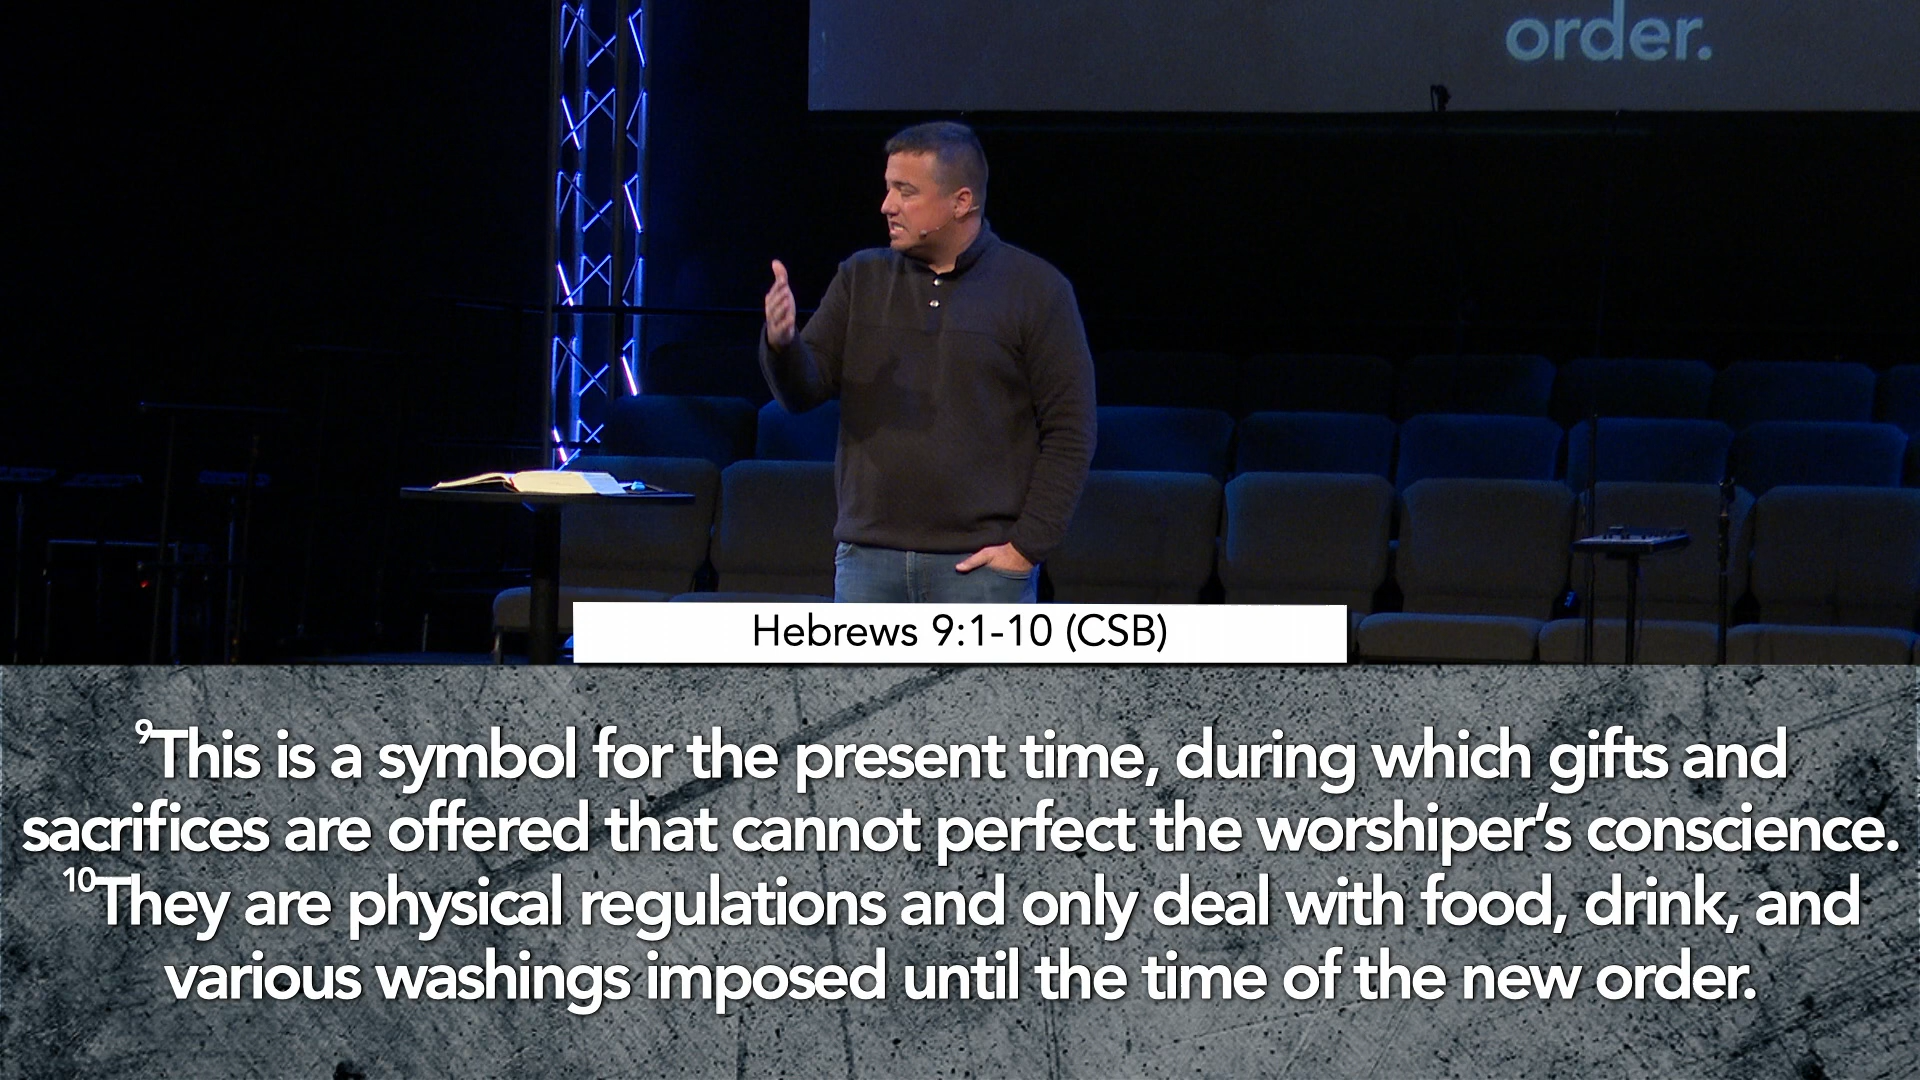 order.
Hebrews 9:1-10 (CSB)
⁹This is a symbol for the present time, during which gifts and
sacrifices are offered that cannot perfect the worshiper‘s conscience.
¹⁰They are physical regulations and only deal with food, drink, and
various washings imposed until the time of the new order.